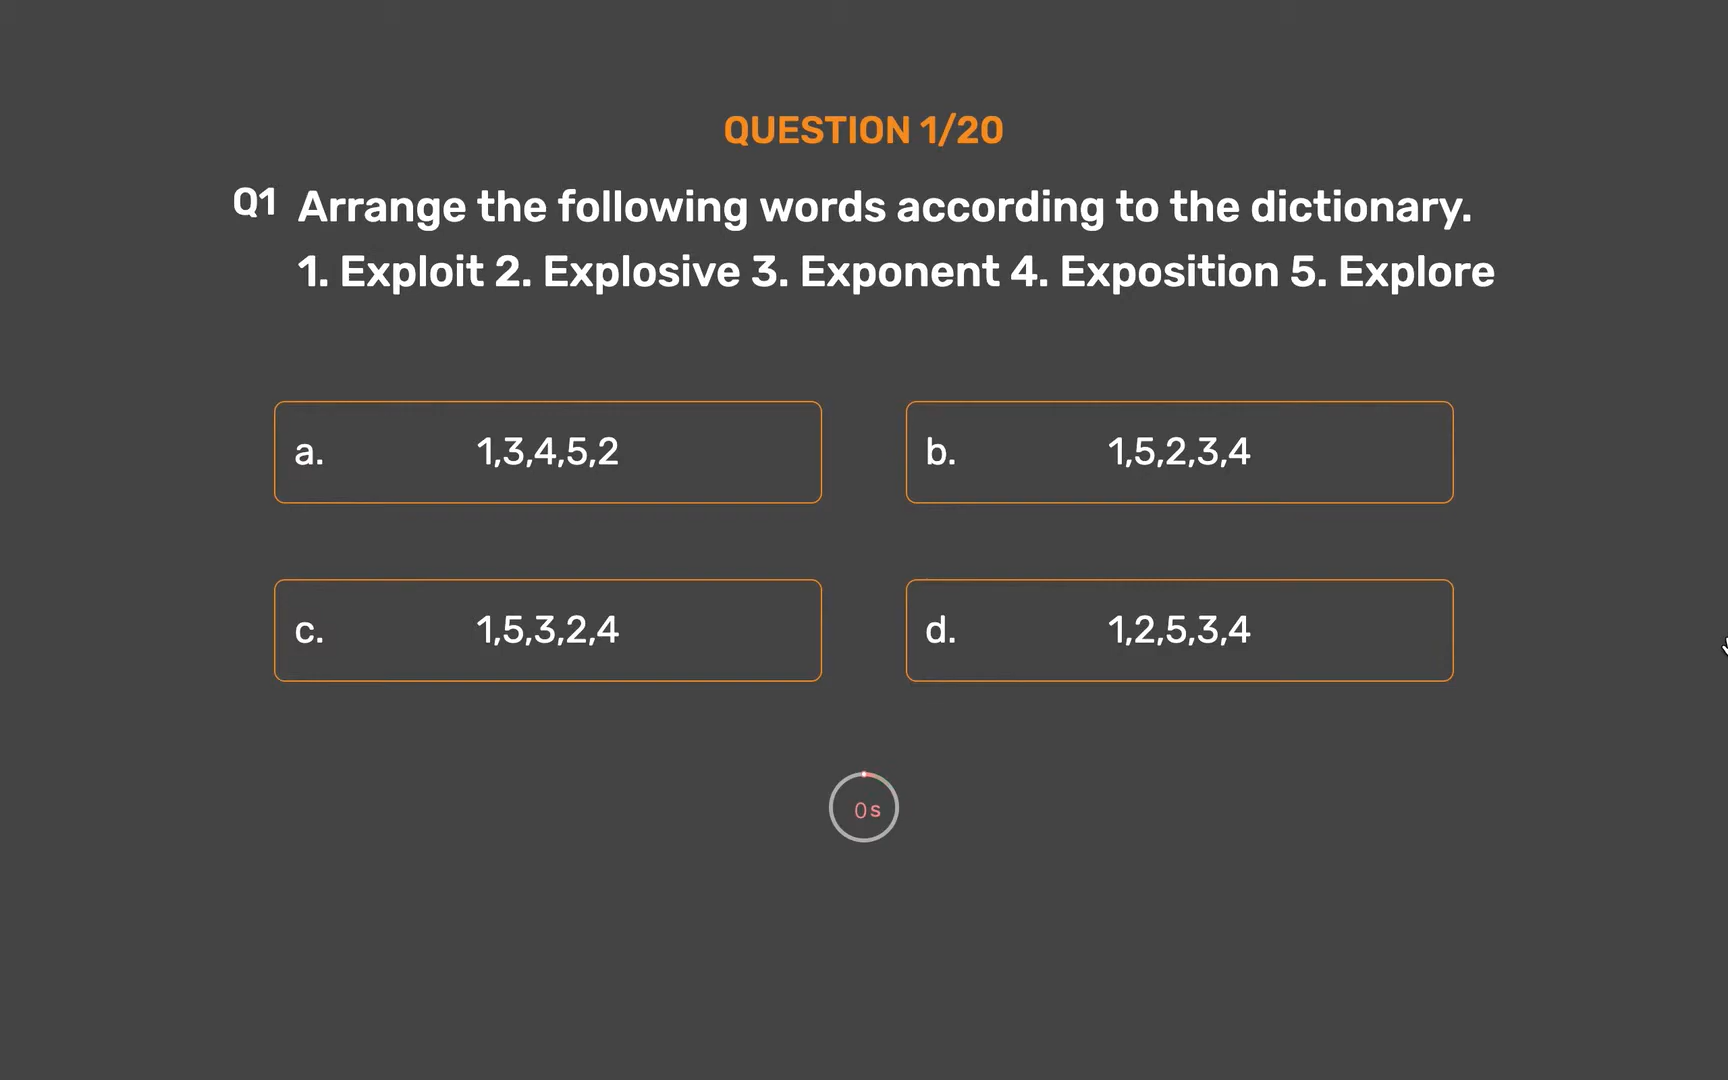 QUESTION 1/20
Q1 Arrange the following words according to the dictionary.
1. Exploit 2. Explosive 3. Exponent 4. Exposition 5. Explore
a. 1,3,4,5,2
b. 1,5,2,3,4
c. 1,5,3,2,4
d. 1,2,5,3,4
0s